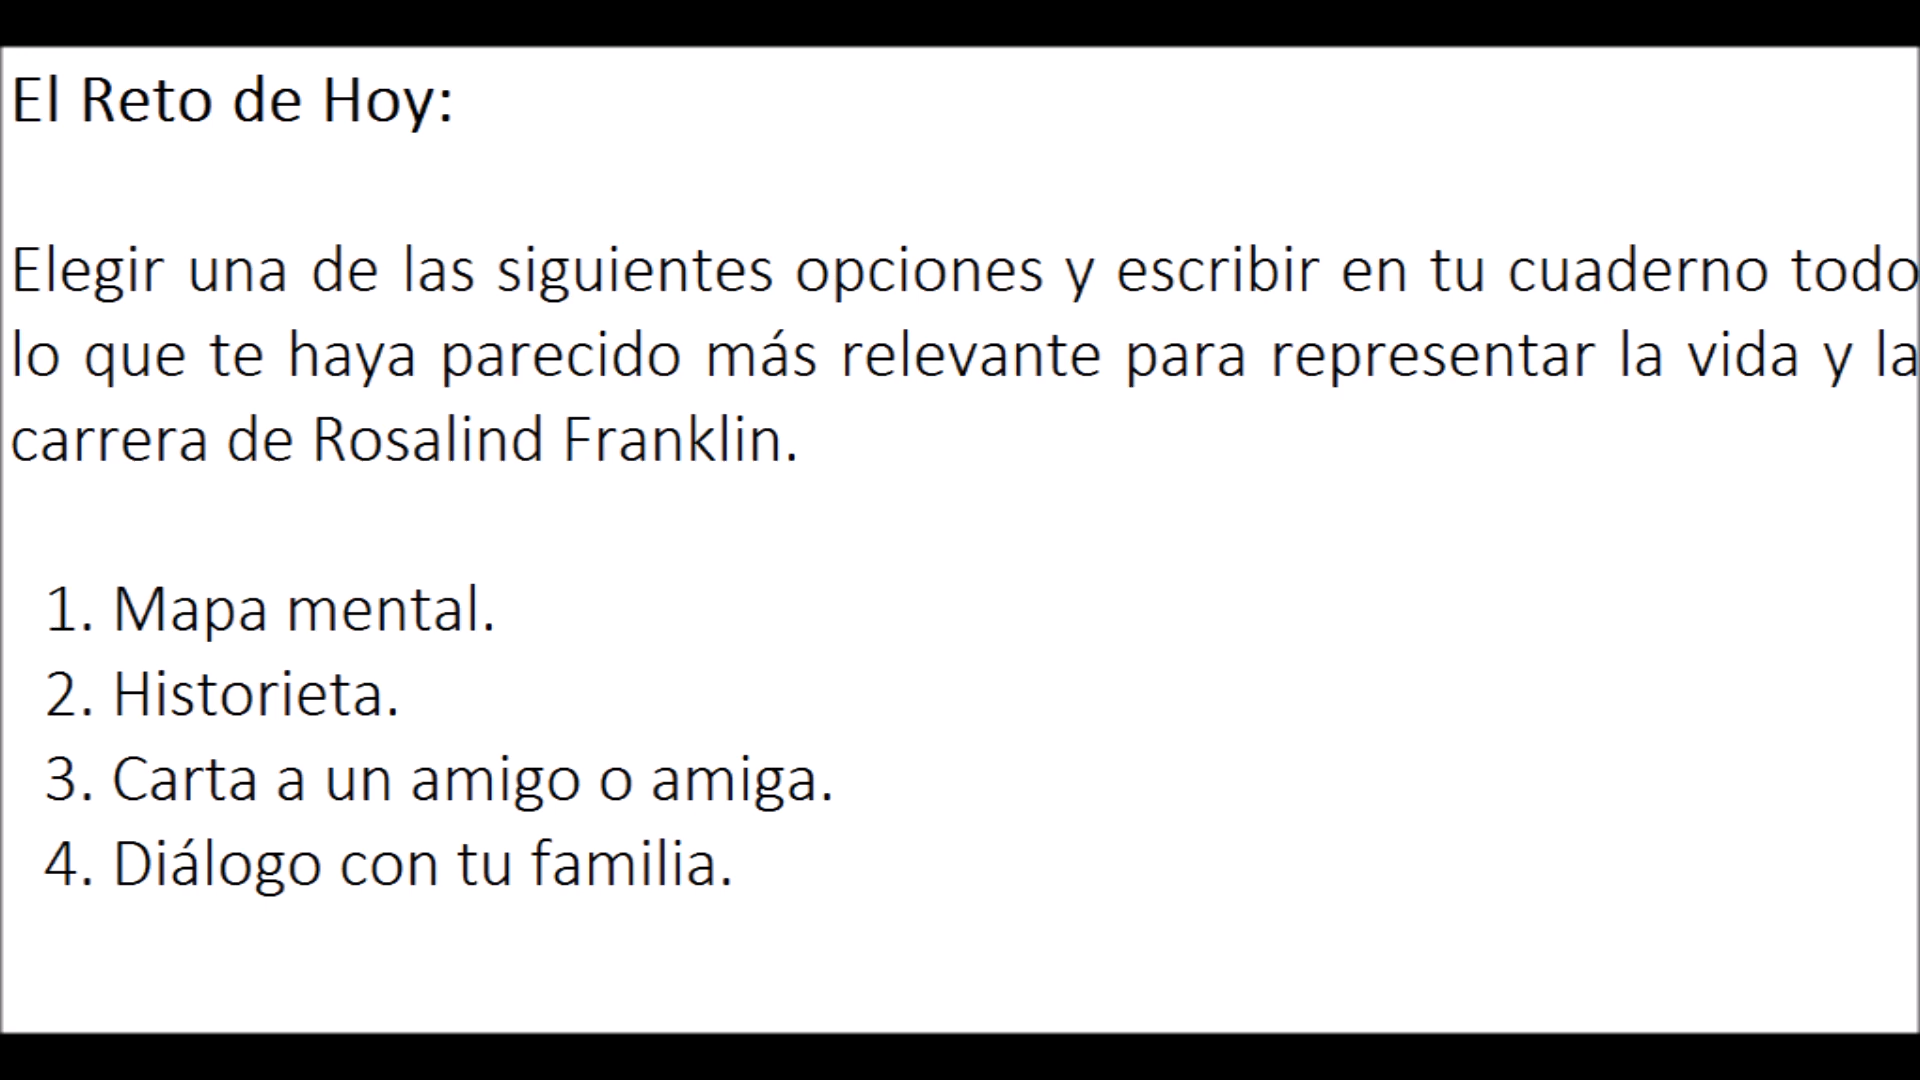 El Reto de Hoy:
Elegir una de las siguientes opciones y escribir en tu cuaderno todo
lo que te haya parecido más relevante para representar la vida y la
carrera de Rosalind Franklin.
1. Mapa mental.
2. Historieta.
3. Carta a un amigo o amiga.
4. Diálogo con tu familia.